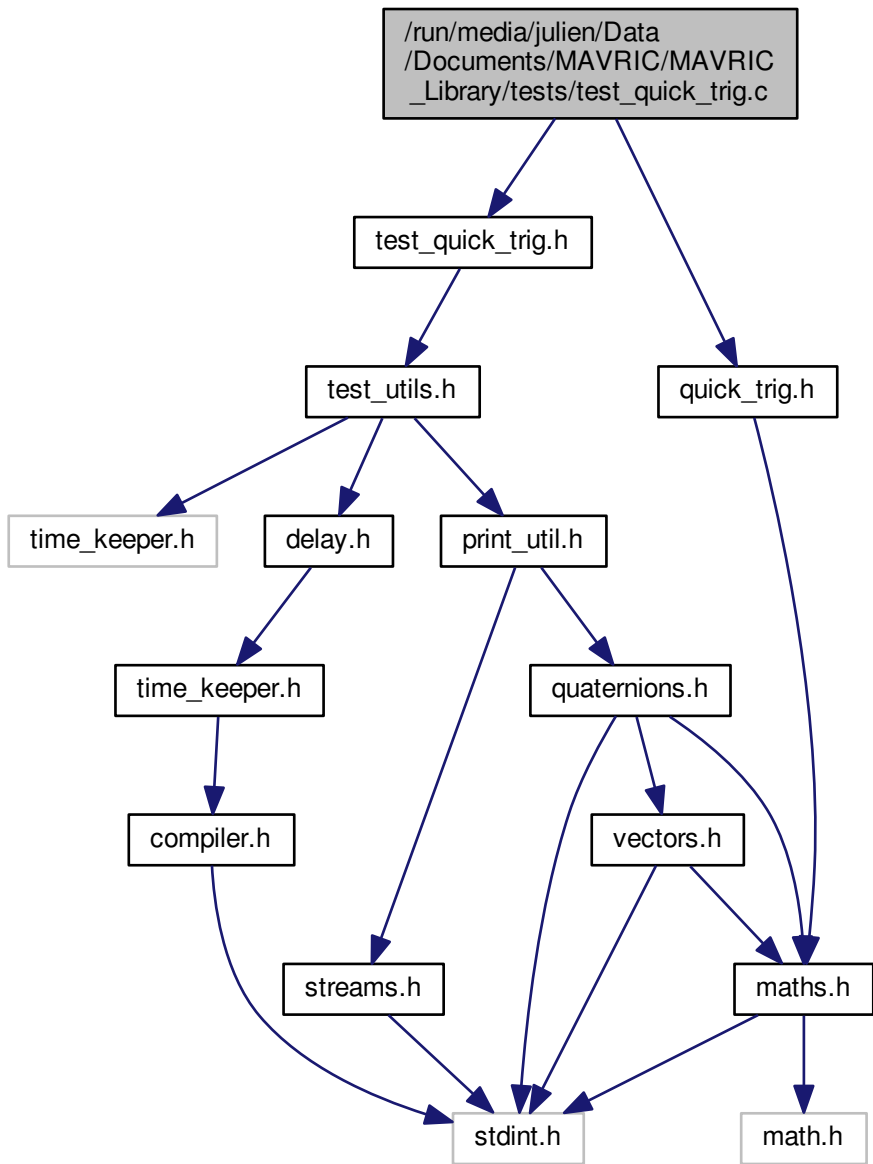 /run/media/julien/Data
/Documents/MAVRIC/MAVRIC
_Library/tests/test_quick_trig.c
test_quick_trig.h
test_utils.h
quick_trig.h
time_keeper.h
delay.h
print_util.h
time_keeper.h
quaternions.h
compiler.h
vectors.h
streams.h
maths.h
stdint.h
math.h